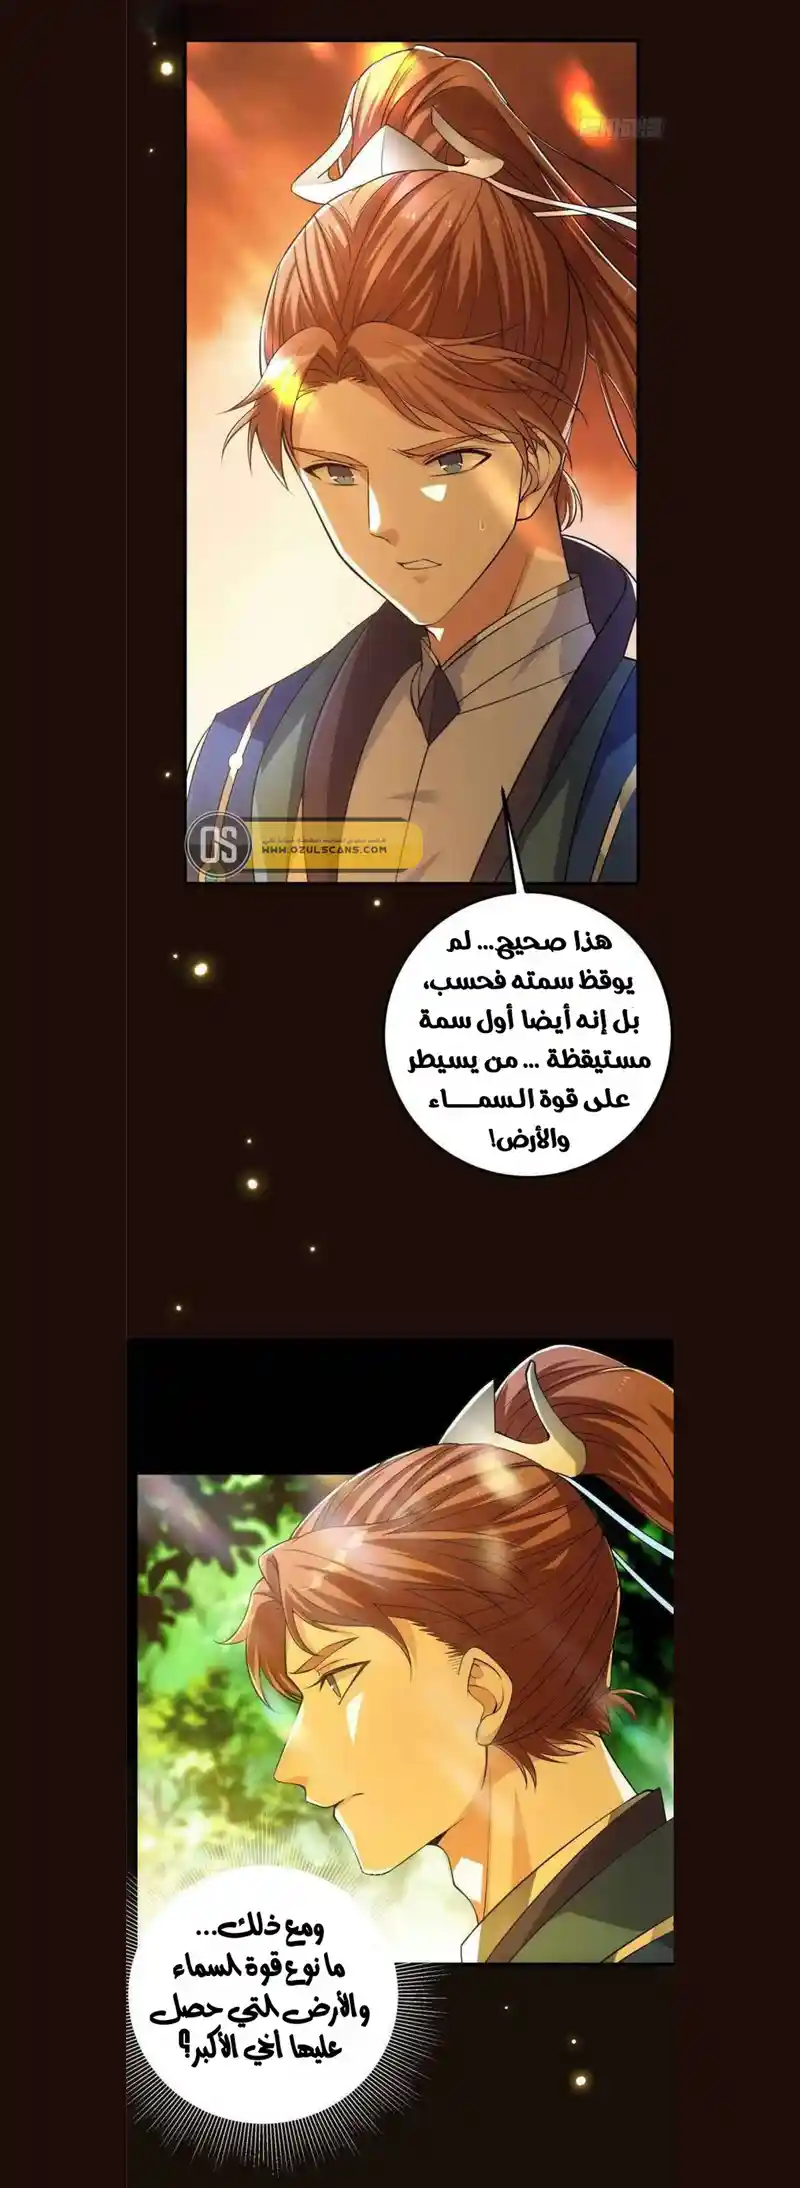 OS
WWW.OZULSCANS.COM
هذا صحيح... لم
يوقظ سمته فحسب،
بل إنه أيضا أول سمة
مستيقظة ... من يسيطر
على قوة السمـــاء
والأرض!
ومع ذلك...
ما نوع قوة السماء
والأرض التي حصل
عليها أخي الأكبر؟